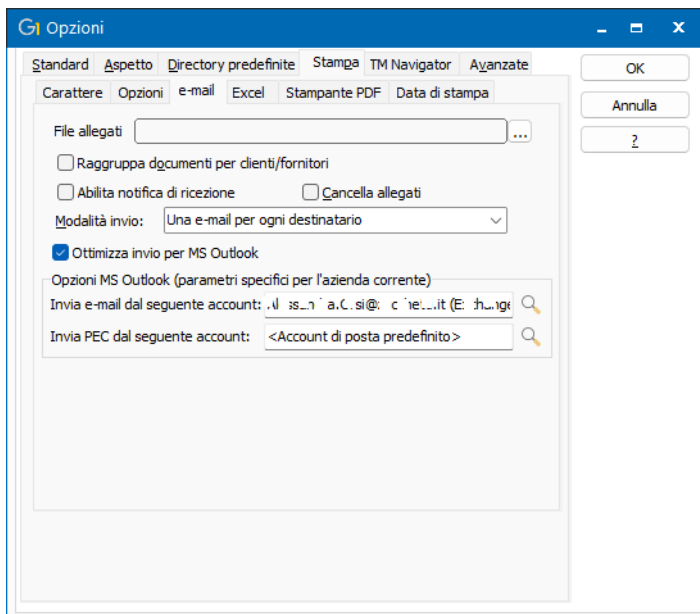 G1 Opzioni
Standard Aspetto Directory predefinite Stampa TM Navigator Avanzate
OK
Carattere Opzioni e-mail Excel Stampante PDF Data di stampa
Annulla
File allegati ...
?
Raggruppa documenti per clienti/fornitori
Abilita notifica di ricezione Cancella allegati
Modalità invio: Una e-mail per ogni destinatario
Ottimizza invio per MS Outlook
Opzioni MS Outlook (parametri specifici per l'azienda corrente)
Invia e-mail dal seguente account:
Invia PEC dal seguente account: <Account di posta predefinito>